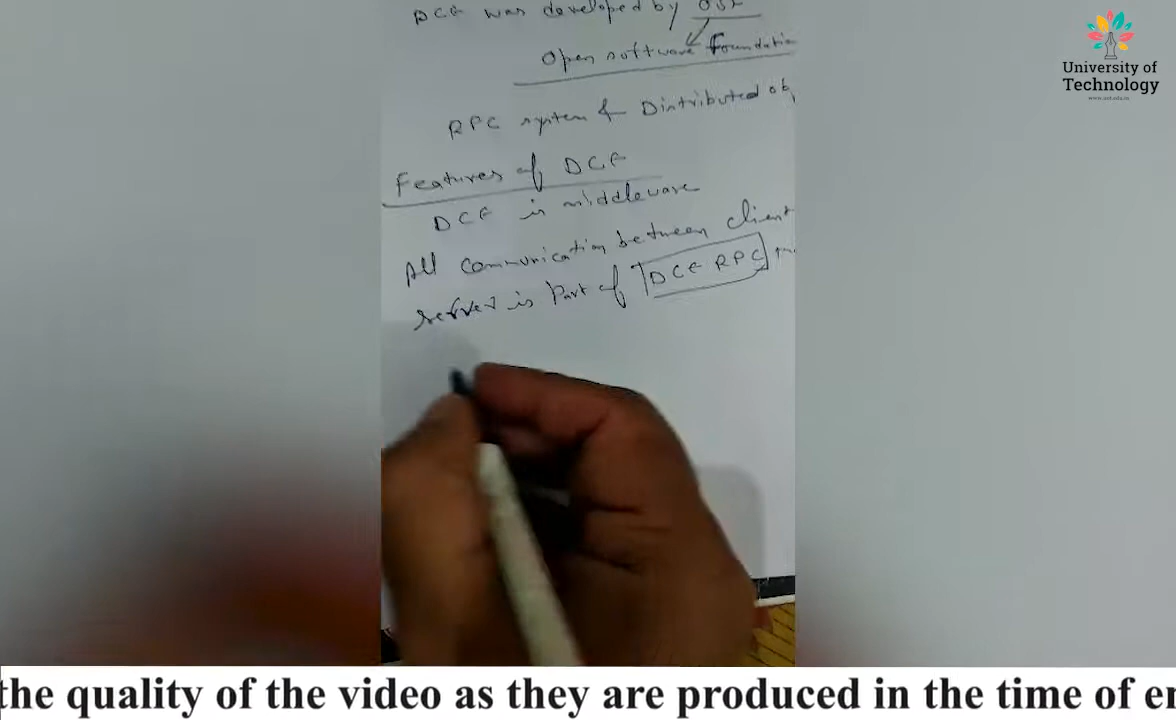 DCE was developed by OSF
Open software Foundation
RPC system & Distributed obj
Features of DCE
DCE is middleware
All communication between client
server is Part of DCE RPC
University of
Technology
the quality of the video as they are produced in the time of em